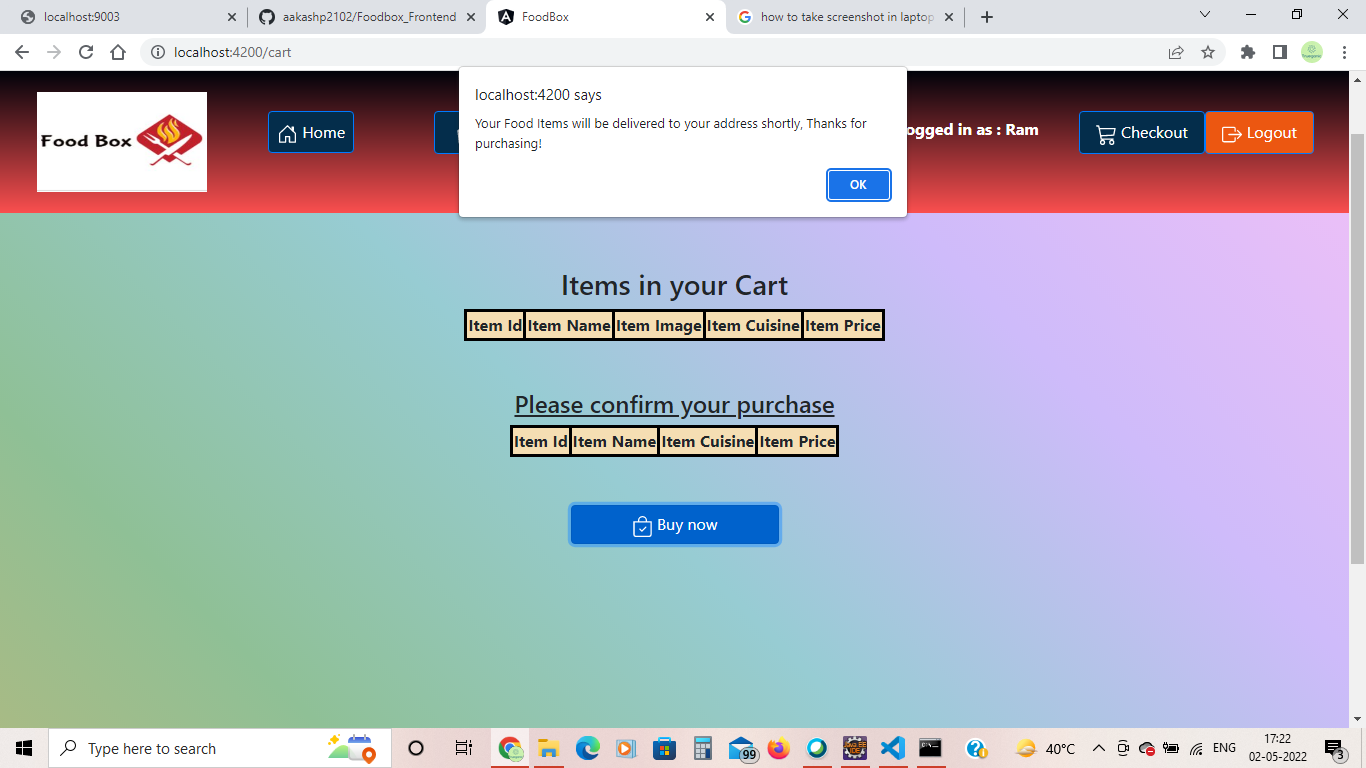 localhost:9003
aakashp2102/Foodbox_Frontend
FoodBox
how to take screenshot in laptop
localhost:4200/cart
localhost:4200 says
Your Food Items will be delivered to your address shortly, Thanks for
purchasing!
OK
Food Box
Home
ogged in as : Ram
Checkout
Logout
Items in your Cart
Item Id Item Name Item Image Item Cuisine Item Price
Please confirm your purchase
Item Id Item Name Item Cuisine Item Price
Buy now
Type here to search
99
40°C
ENG
17:22
02-05-2022
3